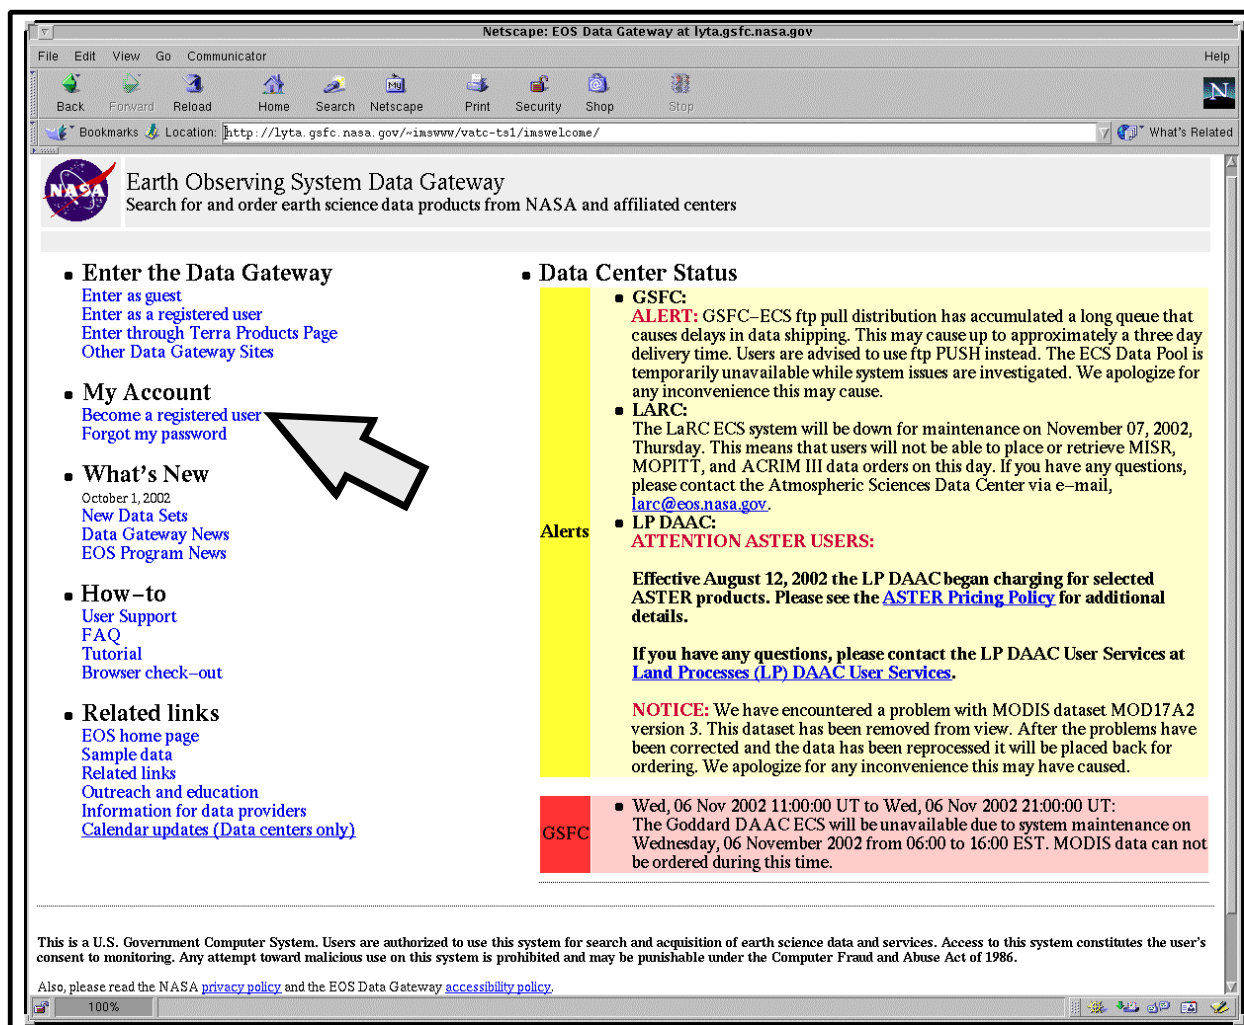 Netscape: EOS Data Gateway at lyta.gsfc.nasa.gov
File Edit View Go Communicator Help
Back Forward Reload Home Search Netscape Print Security Shop Stop
My
N
Bookmarks Location: http://lyta.gsfc.nasa.gov/~imswww/vatc-ts1/imswelcome/ What's Related
NASA
Earth Observing System Data Gateway
Search for and order earth science data products from NASA and affiliated centers
Enter the Data Gateway
Enter as guest
Enter as a registered user
Enter through Terra Products Page
Other Data Gateway Sites
My Account
Become a registered user
Forgot my password
What's New
October 1, 2002
New Data Sets
Data Gateway News
EOS Program News
How-to
User Support
FAQ
Tutorial
Browser check-out
Related links
EOS home page
Sample data
Related links
Outreach and education
Information for data providers
Calendar updates (Data centers only)
Data Center Status
Alerts
GSFC:
ALERT: GSFC-ECS ftp pull distribution has accumulated a long queue that
causes delays in data shipping. This may cause up to approximately a three day
delivery time. Users are advised to use ftp PUSH instead. The ECS Data Pool is
temporarily unavailable while system issues are investigated. We apologize for
any inconvenience this may cause.
LARC:
The LaRC ECS system will be down for maintenance on November 07, 2002,
Thursday. This means that users will not be able to place or retrieve MISR,
MOPITT, and ACRIM III data orders on this day. If you have any questions,
please contact the Atmospheric Sciences Data Center via e-mail,
larc@eos.nasa.gov.
LP DAAC:
ATTENTION ASTER USERS:
Effective August 12, 2002 the LP DAAC began charging for selected
ASTER products. Please see the ASTER Pricing Policy for additional
details.
If you have any questions, please contact the LP DAAC User Services at
Land Processes (LP) DAAC User Services.
NOTICE: We have encountered a problem with MODIS dataset MOD17A2
version 3. This dataset has been removed from view. After the problems have
been corrected and the data has been reprocessed it will be placed back for
ordering. We apologize for any inconvenience this may have caused.
GSFC
Wed, 06 Nov 2002 11:00:00 UT to Wed, 06 Nov 2002 21:00:00 UT:
The Goddard DAAC ECS will be unavailable due to system maintenance on
Wednesday, 06 November 2002 from 06:00 to 16:00 EST. MODIS data can not
be ordered during this time.
This is a U.S. Government Computer System. Users are authorized to use this system for search and acquisition of earth science data and services. Access to this system constitutes the user's
consent to monitoring. Any attempt toward malicious use on this system is prohibited and may be punishable under the Computer Fraud and Abuse Act of 1986.
Also, please read the NASA privacy policy and the EOS Data Gateway accessibility policy.
100%